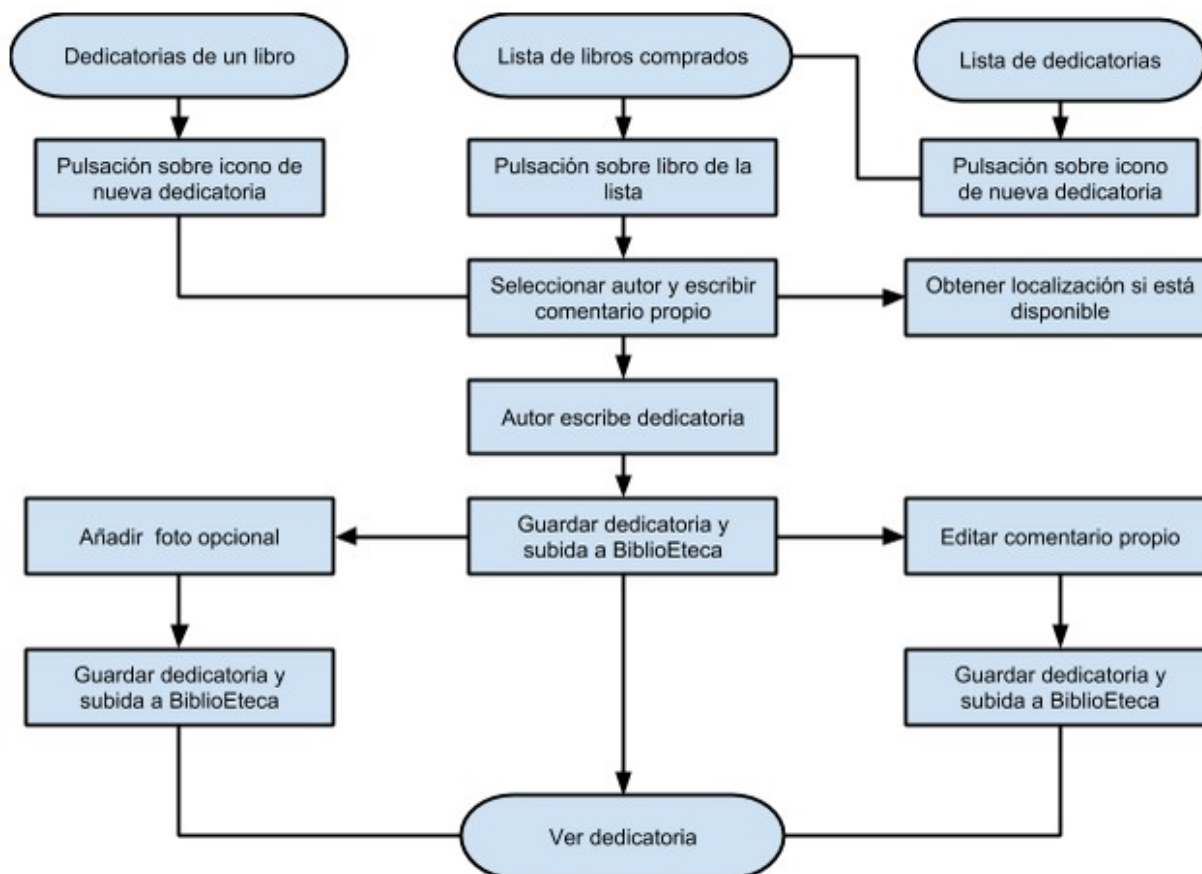 Dedicatorias de un libro
Lista de libros comprados
Lista de dedicatorias
Pulsación sobre icono de
nueva dedicatoria
Pulsación sobre libro de la
lista
Pulsación sobre icono
de nueva dedicatoria
Seleccionar autor y escribir
comentario propio
Obtener localización si está
disponible
Autor escribe dedicatoria
Añadir foto opcional
Guardar dedicatoria y
subida a BiblioEteca
Editar comentario propio
Guardar dedicatoria y
subida a BiblioEteca
Guardar dedicatoria y
subida a BiblioEteca
Ver dedicatoria